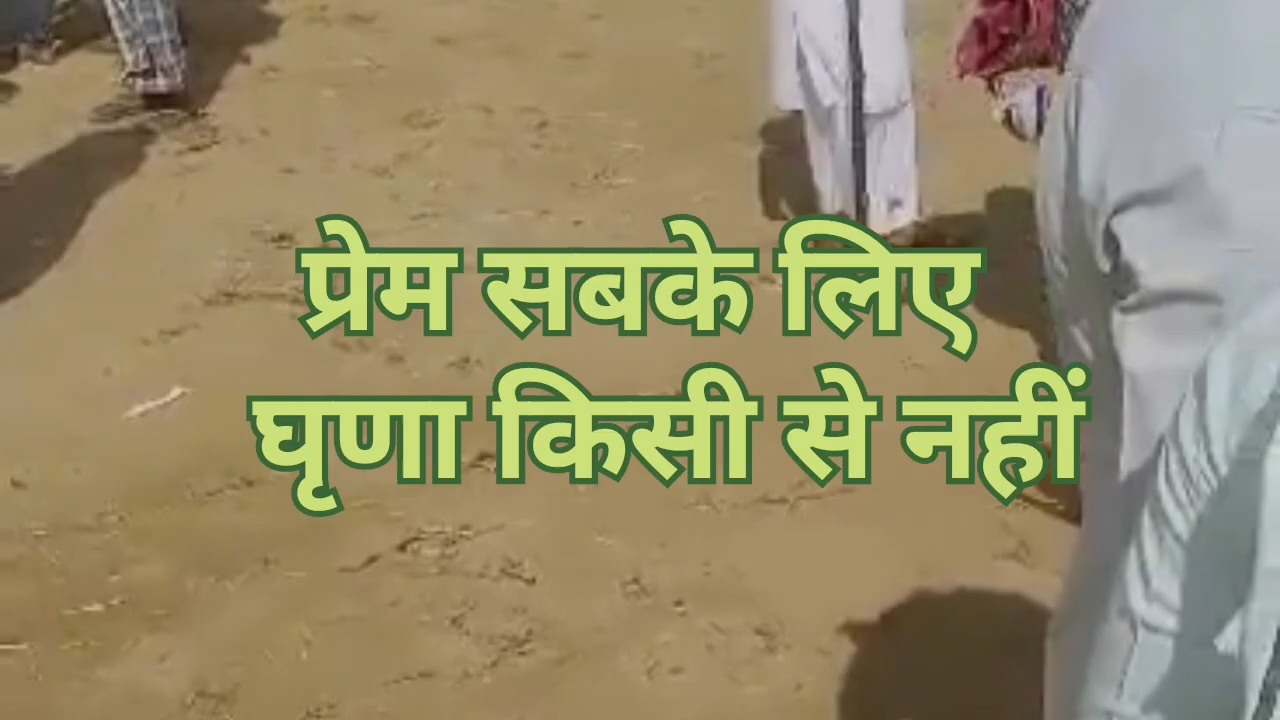 प्रेम सबके लिए
घृणा किसी से नहीं